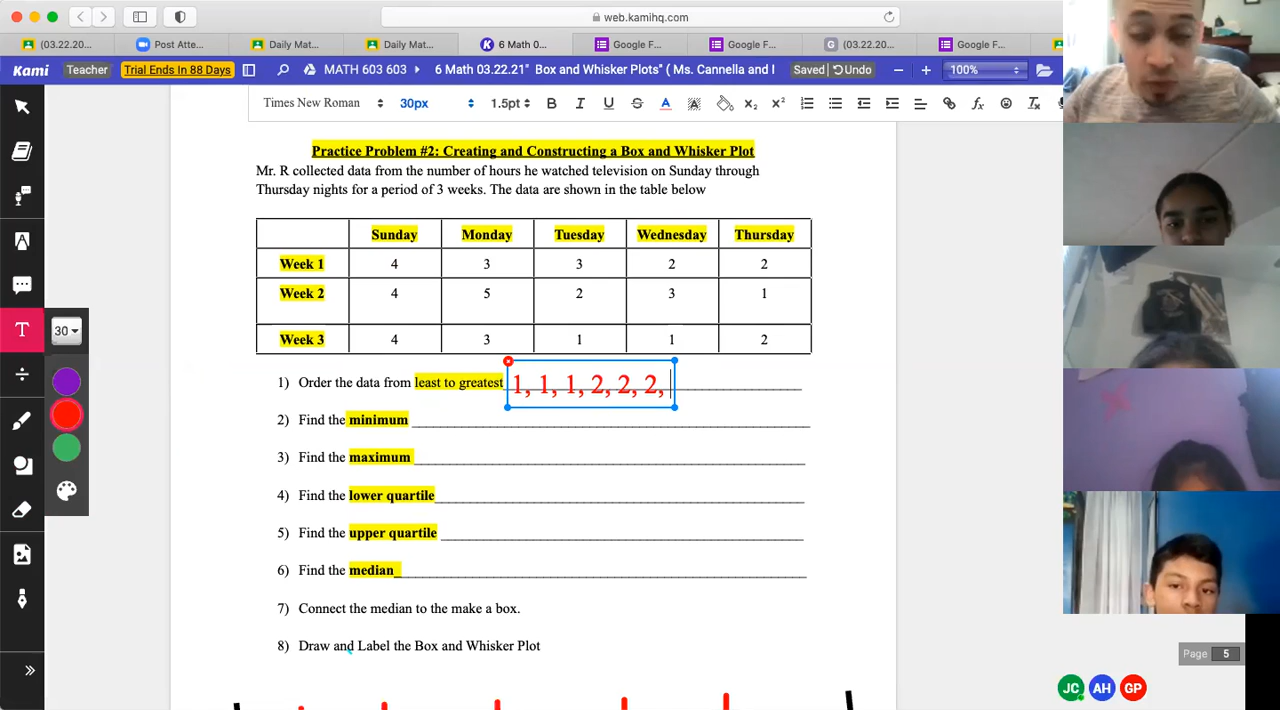 web.kamihq.com
(03.22.20...
Post Atte...
Daily Mat...
Daily Mat...
6 Math 0...
Google F...
Google F...
(03.22.20...
Google F...
Kami
Teacher
Trial Ends In 88 Days
MATH 603 603
6 Math 03.22.21" Box and Whisker Plots" ( Ms. Cannella and I
Saved
Undo
100%
Times New Roman
30px
1.5pt
Practice Problem #2: Creating and Constructing a Box and Whisker Plot
Mr. R collected data from the number of hours he watched television on Sunday through
Thursday nights for a period of 3 weeks. The data are shown in the table below
Sunday Monday Tuesday Wednesday Thursday
Week 1 4 3 3 2 2
Week 2 4 5 2 3 1
Week 3 4 3 1 1 2
1) Order the data from least to greatest 1, 1, 1, 2, 2, 2,
2) Find the minimum
3) Find the maximum
4) Find the lower quartile
5) Find the upper quartile
6) Find the median
7) Connect the median to the make a box.
8) Draw and Label the Box and Whisker Plot
30
Page 5
JC AH GP